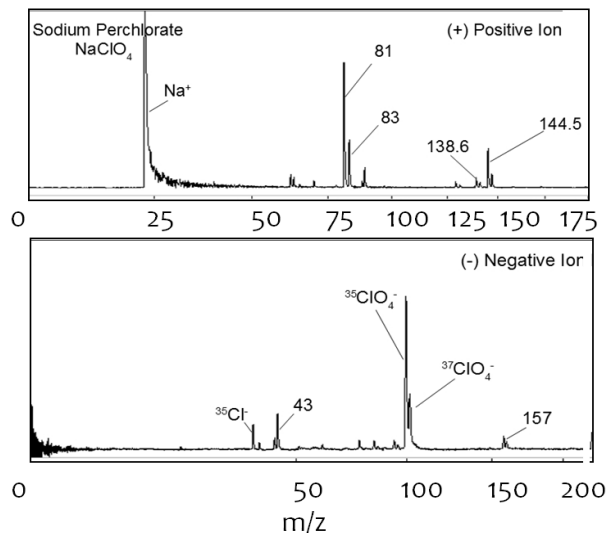 Sodium Perchlorate
NaClO₄
(+) Positive Ion
Na⁺
81
83
138.6
144.5
0 25 50 75 100 125 150 175
(-) Negative Ion
³⁵ClO₄⁻
³⁷ClO₄⁻
³⁵Cl⁻
43
157
0 50 100 150 200
m/z